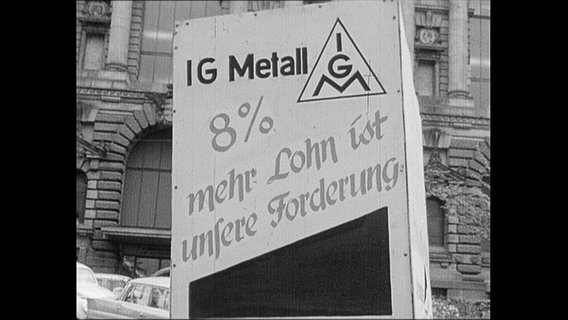 IG Metall
IGM
8%
mehr Lohn ist
unsere Forderung.